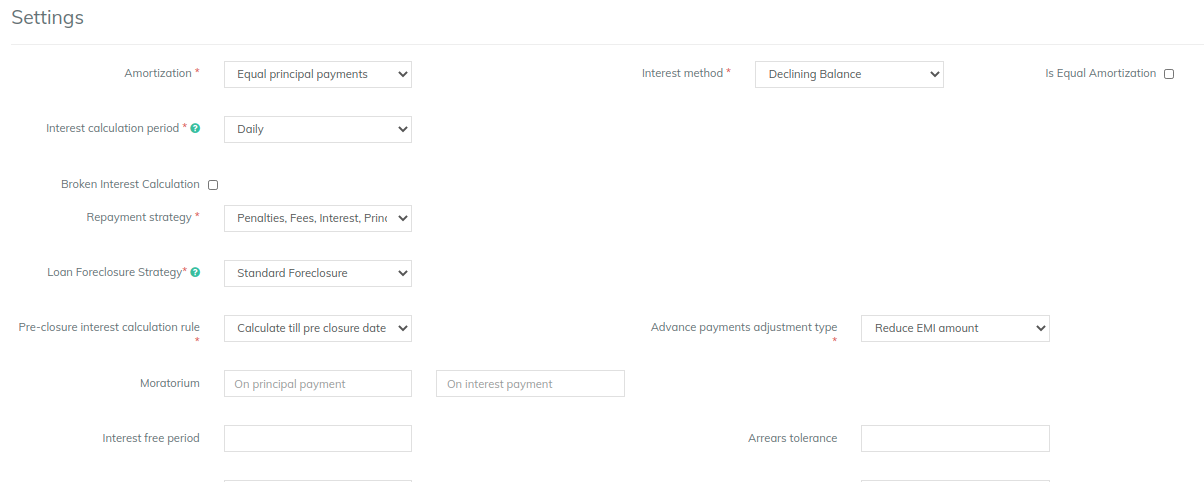 Settings
Amortization * Equal principal payments Interest method * Declining Balance Is Equal Amortization
Interest calculation period * ? Daily
Broken Interest Calculation
Repayment strategy * Penalties, Fees, Interest, Princ
Loan Foreclosure Strategy* ? Standard Foreclosure
Pre-closure interest calculation rule * Calculate till pre closure date Advance payments adjustment type * Reduce EMI amount
Moratorium On principal payment On interest payment
Interest free period Arrears tolerance